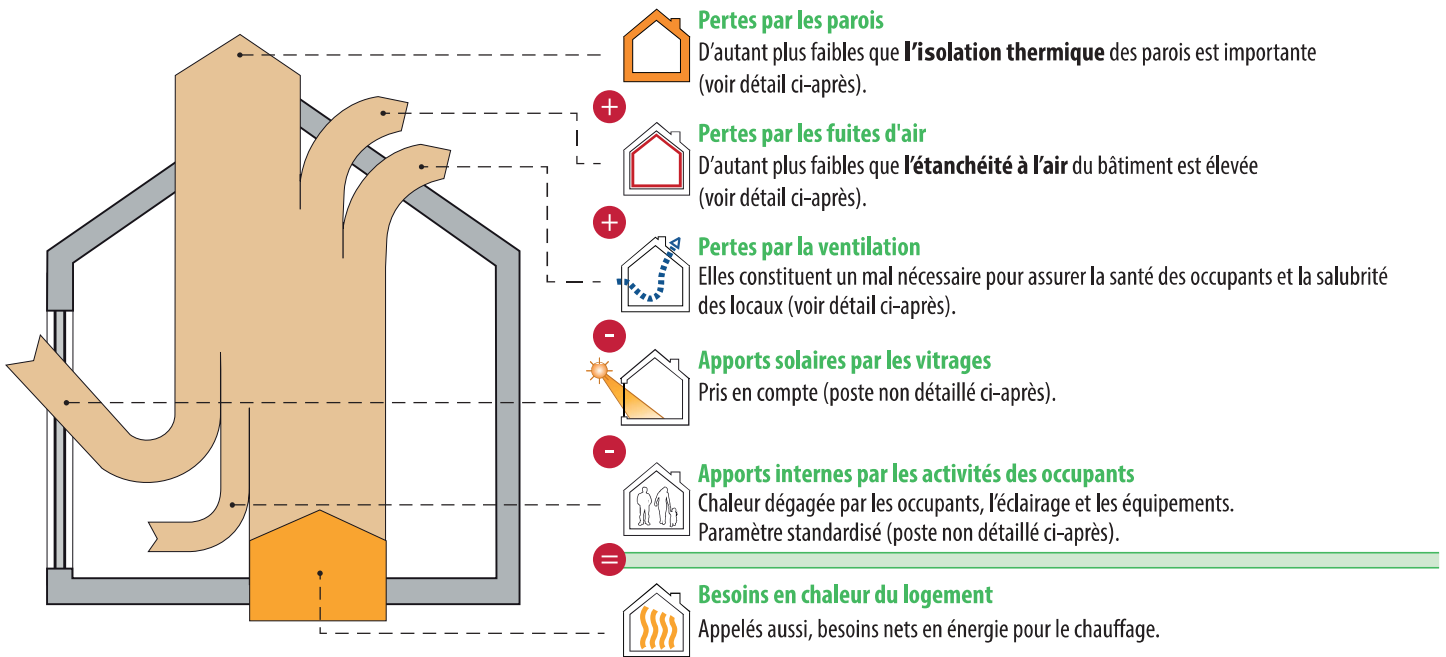 Pertes par les parois
D'autant plus faibles que l'isolation thermique des parois est importante
(voir détail ci-après).
+
Pertes par les fuites d'air
D'autant plus faibles que l'étanchéité à l'air du bâtiment est élevée
(voir détail ci-après).
+
Pertes par la ventilation
Elles constituent un mal nécessaire pour assurer la santé des occupants et la salubrité
des locaux (voir détail ci-après).
-
Apports solaires par les vitrages
Pris en compte (poste non détaillé ci-après).
-
Apports internes par les activités des occupants
Chaleur dégagée par les occupants, l'éclairage et les équipements.
Paramètre standardisé (poste non détaillé ci-après).
=
Besoins en chaleur du logement
Appelés aussi, besoins nets en énergie pour le chauffage.